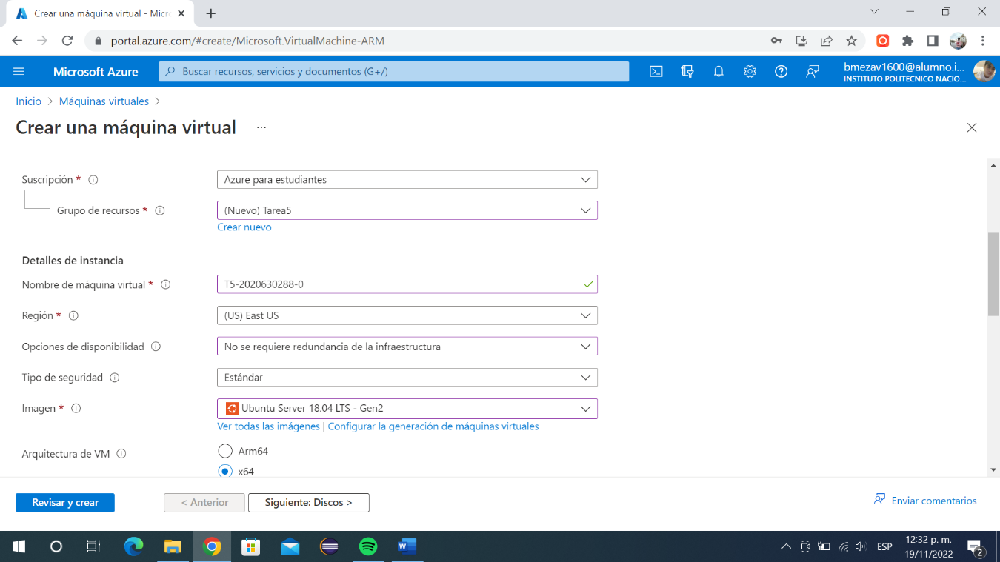 Crear una máquina virtual - Micr
portal.azure.com/#create/Microsoft.VirtualMachine-ARM
Microsoft Azure
Buscar recursos, servicios y documentos (G+/)
bmezav1600@alumno.i...
INSTITUTO POLITECNICO NACIO...
Inicio > Máquinas virtuales >
Crear una máquina virtual ...
Suscripción *
Azure para estudiantes
Grupo de recursos *
(Nuevo) Tarea5
Crear nuevo
Detalles de instancia
Nombre de máquina virtual *
T5-2020630288-0
Región *
(US) East US
Opciones de disponibilidad
No se requiere redundancia de la infraestructura
Tipo de seguridad
Estándar
Imagen *
Ubuntu Server 18.04 LTS - Gen2
Ver todas las imágenes | Configurar la generación de máquinas virtuales
Arquitectura de VM
Arm64
x64
Revisar y crear
< Anterior
Siguiente: Discos >
Enviar comentarios
ESP
12:32 p. m.
19/11/2022
2